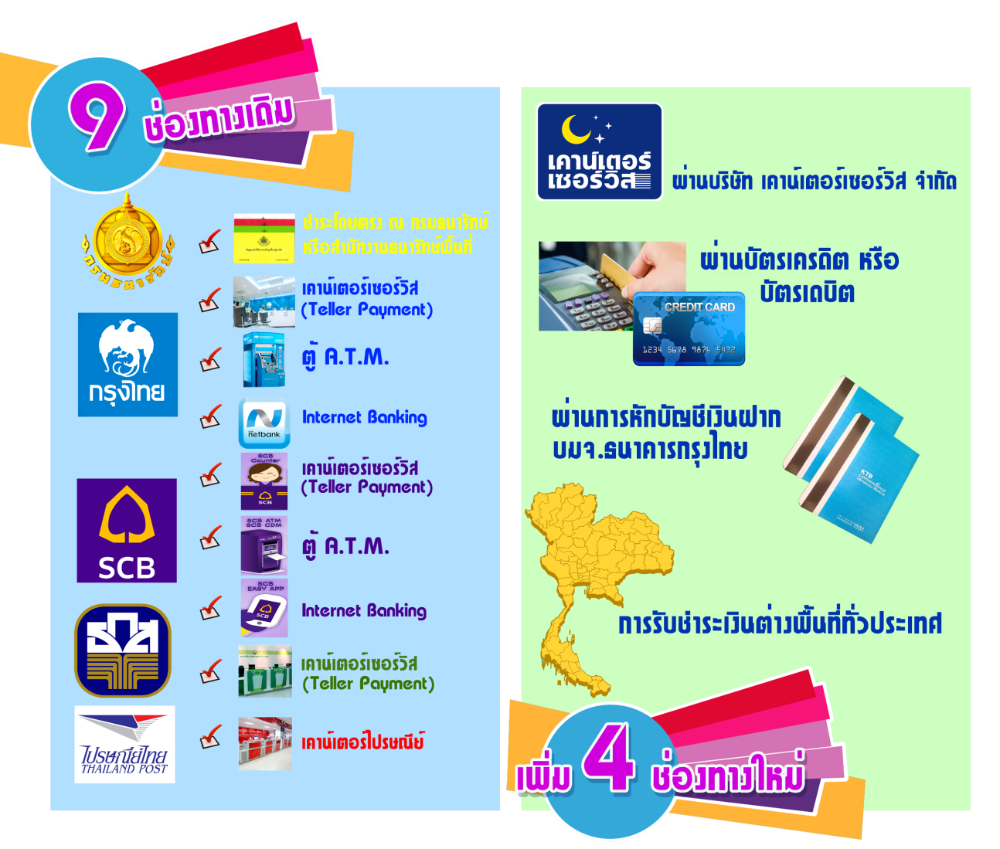 9 ช่องทางเดิม
กรมธนารักษ์
ชำระโดยตรง ณ กรมธนารักษ์
หรือสำนักงานธนารักษ์พื้นที่
กรุงไทย
เคาน์เตอร์เซอร์วิส
(Teller Payment)
ตู้ A.T.M.
netbank
Internet Banking
SCB
SCB
Counter
SCB
เคาน์เตอร์เซอร์วิส
(Teller Payment)
SCB ATM
SCB CDM
ตู้ A.T.M.
SCB
EASY APP
SCB
Internet Banking
ธกส
เคาน์เตอร์เซอร์วิส
(Teller Payment)
ไปรษณีย์ไทย
THAILAND POST
เคาน์เตอร์ไปรษณีย์
เคาน์เตอร์
เซอร์วิส
ผ่านบริษัท เคาน์เตอร์เซอร์วิส จำกัด
ผ่านบัตรเครดิต หรือ
บัตรเดบิต
CREDIT CARD
1234 5678 9876 5432
ผ่านการหักบัญชีเงินฝาก
บมจ.ธนาคารกรุงไทย
KTB
Convenience
1551
การรับชำระเงินต่างพื้นที่ทั่วประเทศ
เพิ่ม 4 ช่องทางใหม่